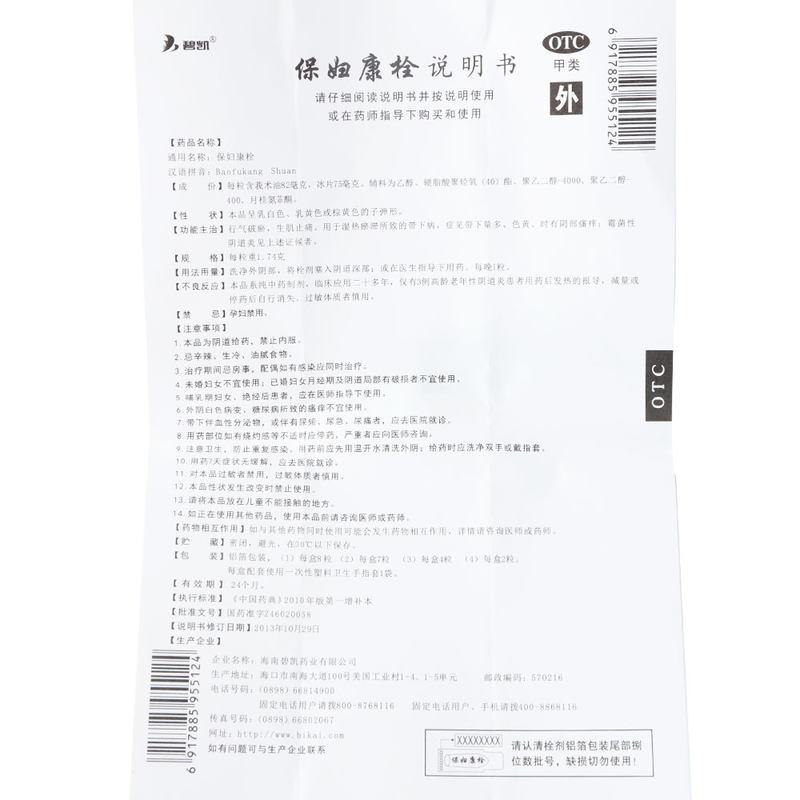 碧凯®
保妇康栓说明书
请仔细阅读说明书并按说明使用
或在药师指导下购买和使用
OTC
甲类
外
6 917885 955124
【药品名称】
通用名称：保妇康栓
汉语拼音：Baofukang Shuan
【成 份】每粒含莪术油82毫克，冰片75毫克。辅料为乙醇、硬脂酸聚烃氧（40）酯、聚乙二醇-4000、聚乙二醇-
400、月桂氮䓬酮。
【性 状】本品呈乳白色、乳黄色或棕黄色的子弹形。
【功能主治】行气破瘀，生肌止痛。用于湿热瘀滞所致的带下病，症见带下量多、色黄、时有阴部瘙痒；霉菌性
阴道炎见上述证候者。
【规 格】每粒重1.74克
【用法用量】洗净外阴部，将栓剂塞入阴道深部；或在医生指导下用药。每晚1粒。
【不良反应】本品系纯中药制剂，临床应用二十多年，仅有3例高龄老年性阴道炎患者用药后发热的报导，减量或
停药后自行消失。过敏体质者慎用。
【禁 忌】孕妇禁用。
【注意事项】
1. 本品为阴道给药，禁止内服。
2. 忌辛辣、生冷、油腻食物。
3. 治疗期间忌房事，配偶如有感染应同时治疗。
4. 未婚妇女不宜使用；已婚妇女月经期及阴道局部有破损者不宜使用。
5. 哺乳期妇女、绝经后患者，应在医师指导下使用。
6. 外阴白色病变、糖尿病所致的瘙痒不宜使用。
7. 带下伴血性分泌物，或伴有尿频、尿急、尿痛者，应去医院就诊。
8. 用药部位如有烧灼感等不适时应停药，严重者应向医师咨询。
9. 注意卫生，防止重复感染。用药前应先用温开水清洗外阴；给药时应洗净双手或戴指套。
10. 用药7天症状无缓解，应去医院就诊。
11. 对本品过敏者禁用，过敏体质者慎用。
12. 本品性状发生改变时禁止使用。
13. 请将本品放在儿童不能接触的地方。
14. 如正在使用其他药品，使用本品前请咨询医师或药师。
【药物相互作用】如与其他药物同时使用可能会发生药物相互作用，详情请咨询医师或药师。
【贮 藏】密闭，避光，在30℃以下保存。
【包 装】铝箔包装，（1）每盒8粒（2）每盒7粒 （3）每盒4粒 （4）每盒2粒。
每盒配套使用一次性塑料卫生手指套1袋。
【有 效 期】24个月。
【执行标准】《中国药典》2010年版第一增补本
【批准文号】国药准字Z46020058
【说明书修订日期】2013年10月29日
【生产企业】
企业名称：海南碧凯药业有限公司
生产地址：海口市南海大道100号美国工业村1-4、1-5单元 邮政编码：570216
电话号码：（0898）66814900
固定电话用户请拨800-8768116 固定电话用户、手机请拨400-8868116
传真号码：（0898）66802067
网 址：http://www.hikai.com
如有问题可与生产企业联系
OTC
6 917885 955124
XXXXXXXX
保妇康栓
请认清栓剂铝箔包装尾部捌
位数批号，缺损切勿使用！